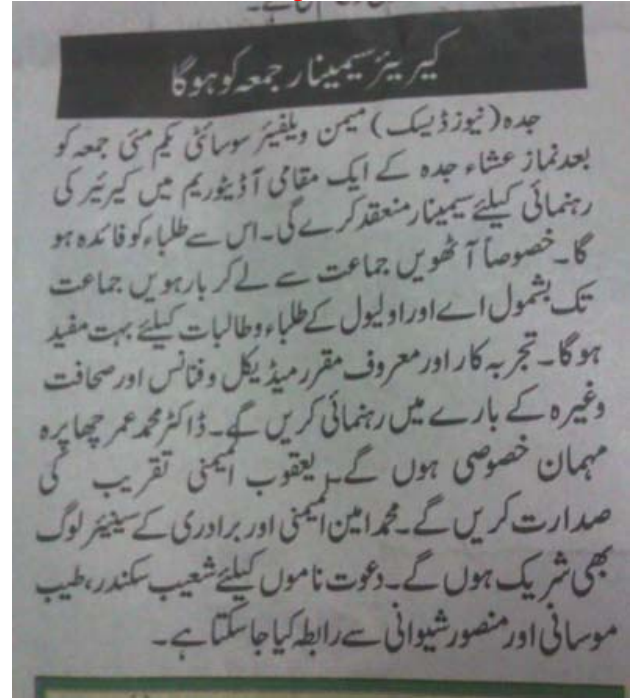 کیریئر سیمینار جمعہ کو ہوگا
جدہ (نیوز ڈیسک) میمن ویلفیئر سوسائٹی یکم مئی جمعہ کو
بعد نماز عشاء جدہ کے ایک مقامی آڈیٹوریم میں کیریئر کی
رہنمائی کیلئے سیمینار منعقد کرے گی۔ اس سے طلباء کو فائدہ ہو
گا۔ خصوصاً آٹھویں جماعت سے لے کر بارہویں جماعت
تک بشمول اے اور او لیول کے طلباء و طالبات کیلئے بہت مفید
ہوگا۔ تجربہ کار اور معروف مقرر میڈیکل و فنانس اور صحافت
وغیرہ کے بارے میں رہنمائی کریں گے۔ ڈاکٹر محمد عمر چھاپرہ
مہمان خصوصی ہوں گے۔ یعقوب ایمنی تقریب کی
صدارت کریں گے۔ محمد امین ایمنی اور برادری کے سینیئر لوگ
بھی شریک ہوں گے۔ دعوت ناموں کیلئے شعیب سکندر، طیب
موسانی اور منصور شیوانی سے رابطہ کیا جا سکتا ہے۔